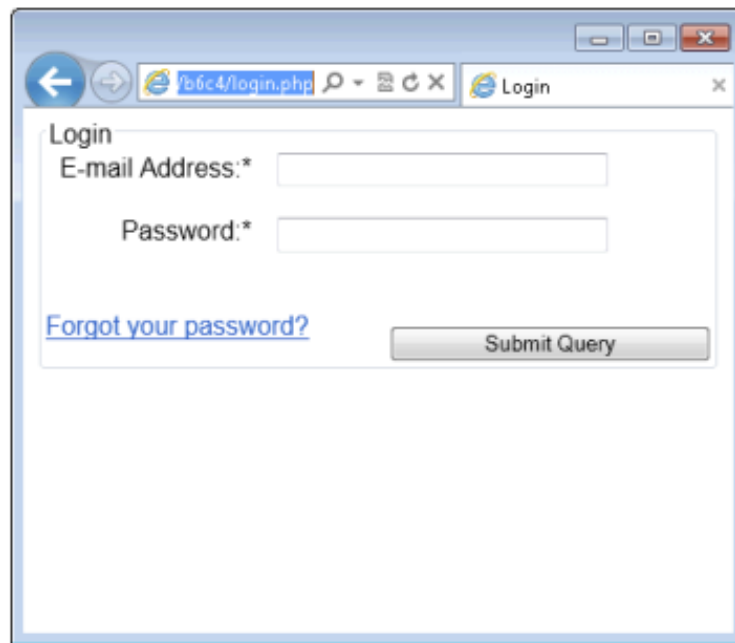 /b6c4/login.php
Login
Login
E-mail Address:*
Password:*
Forgot your password?
Submit Query